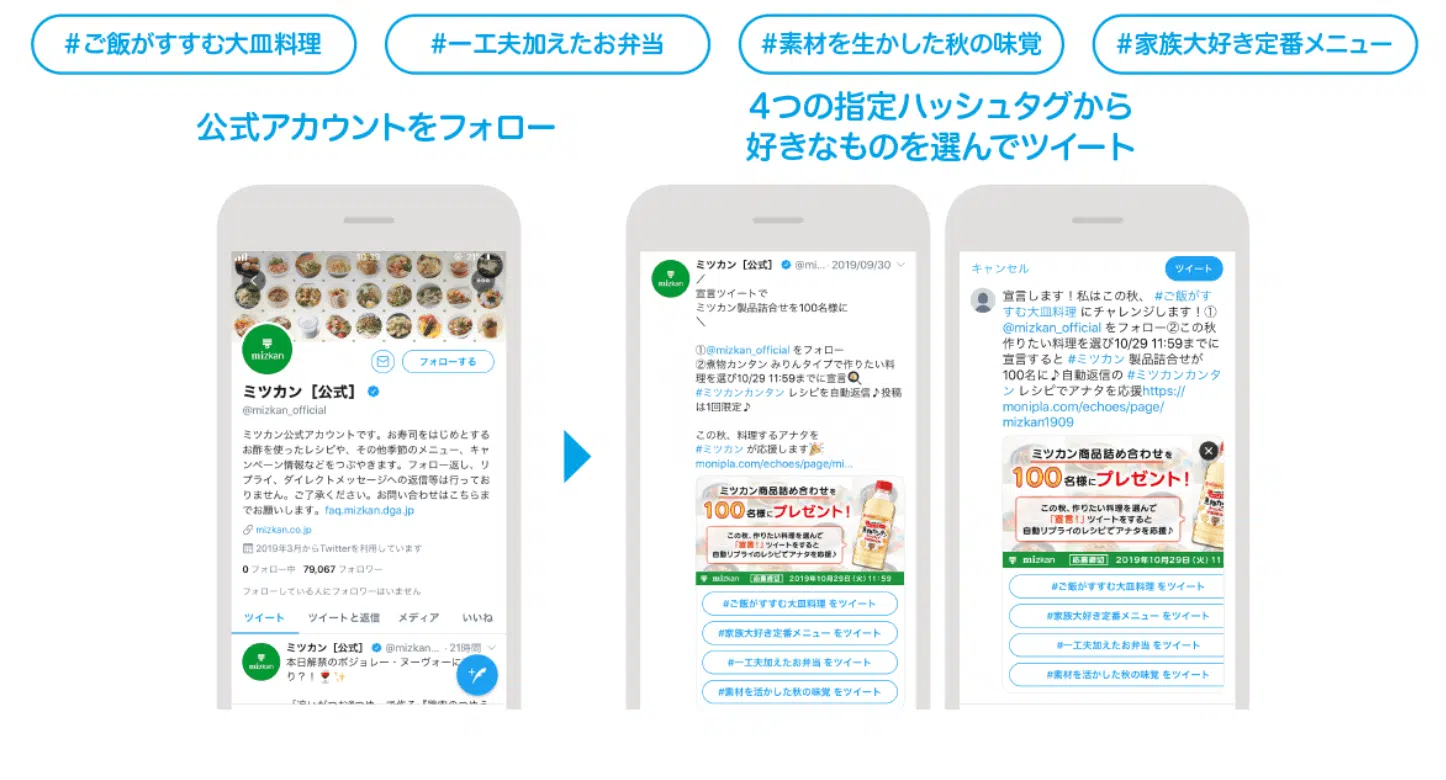 #ご飯がすすむ大皿料理
#一工夫加えたお弁当
#素材を生かした秋の味覚
#家族大好き定番メニュー
公式アカウントをフォロー
4つの指定ハッシュタグから
好きなものを選んでツイート
mizkan
フォローする
ミツカン［公式］
@mizkan_official
ミツカン公式アカウントです。お寿司をはじめとする
お酢を使ったレシピや、その他季節のメニュー、キャ
ンペーン情報などをつぶやきます。フォロー返し、リ
プライ、ダイレクトメッセージへの返信等は行ってお
りません。ご了承ください。お問い合わせはこちらま
でお願いします。faq.mizkan.dga.jp
mizkan.co.jp
2019年3月からTwitterを利用しています
0 フォロー中 79,067 フォロワー
フォローしている人にフォロワーはいません
ツイート ツイートと返信 メディア いいね
mizkan
ミツカン［公式］ @mizkan... · 21時間
本日解禁のボジョレー・ヌーヴォーに
り？！🍷✨
mizkan
ミツカン［公式］ @mi... · 2019/09/30
／
宣言ツイートで
ミツカン製品詰合せを100名様に
＼
①@mizkan_official をフォロー
②煮物カンタン みりんタイプで作りたい料
理を選び10/29 11:59までに宣言🍳
#ミツカンカンタン レシピを自動返信♪投稿
は1回限定♪
この秋、料理するアナタを
#ミツカン が応援します🎉
monipla.com/echoes/page/mi...
ミツカン商品詰め合わせを
100名様にプレゼント！
この秋、作りたい料理を選んで
「宣言！」ツイートをすると
自動リプライのレシピでアナタを応援♪
mizkan 応募締切 2019年10月29日(火)11:59
#ご飯がすすむ大皿料理 をツイート
#家族大好き定番メニュー をツイート
#一工夫加えたお弁当 をツイート
#素材を活かした秋の味覚 をツイート
キャンセル
ツイート
宣言します！私はこの秋、 #ご飯がす
すむ大皿料理 にチャレンジします！①
@mizkan_official をフォロー②この秋
作りたい料理を選び10/29 11:59までに
宣言すると #ミツカン 製品詰合せが
100名に♪自動返信の #ミツカンカンタ
ン レシピでアナタを応援https://
monipla.com/echoes/page/
mizkan1909
ミツカン商品詰め合わせを
100名様にプレゼント！
この秋、作りたい料理を選んで
「宣言！」ツイートをすると
自動リプライのレシピでアナタを応援♪
mizkan 応募締切 2019年10月29日(火)11
#ご飯がすすむ大皿料理 をツイート
#家族大好き定番メニュー をツイート
#一工夫加えたお弁当 をツイート
#素材を活かした秋の味覚 をツイート